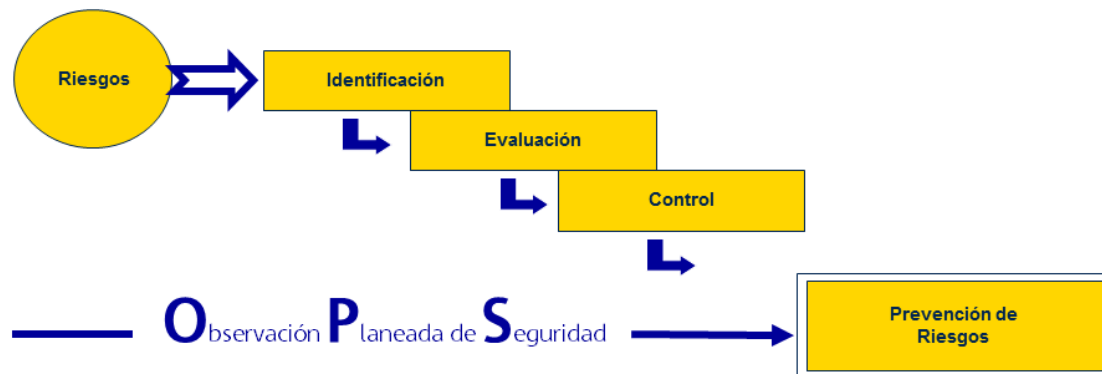 Riesgos
Identificación
Evaluación
Control
Observación Planeada de Seguridad
Prevención de
Riesgos